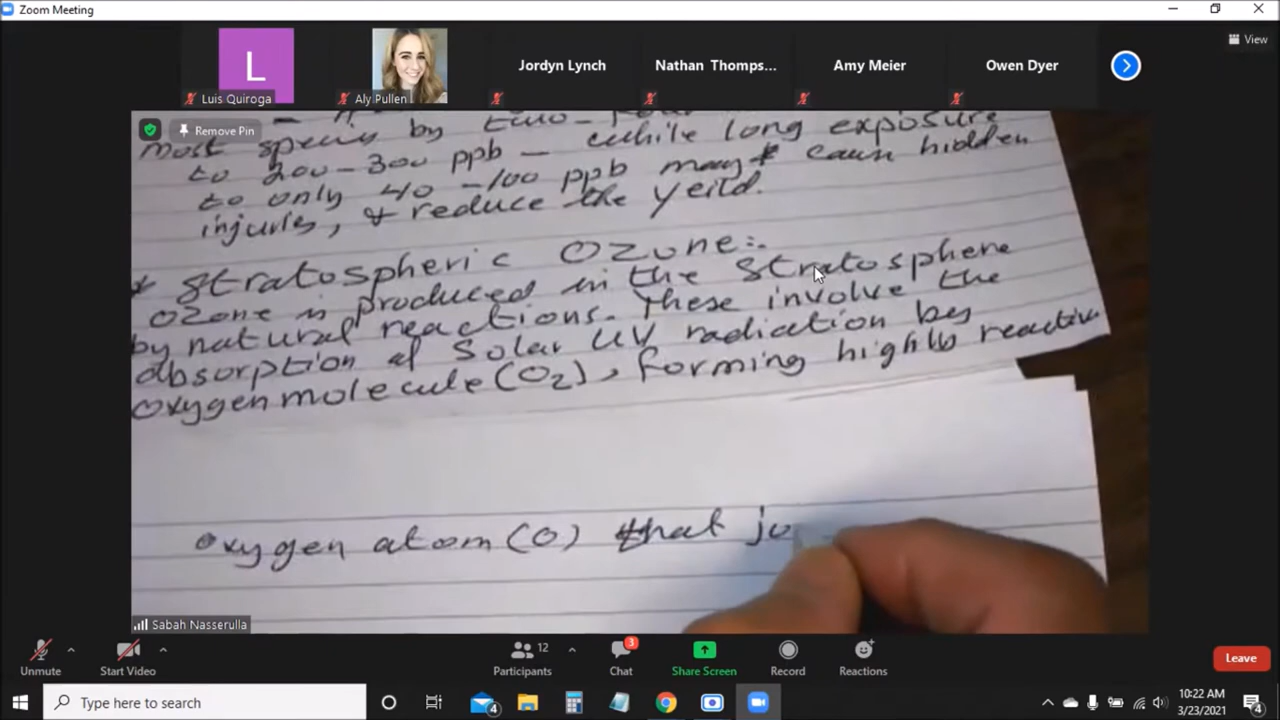 Zoom Meeting
View
L
Luis Quiroga
Aly Pullen
Jordyn Lynch
Nathan Thomps...
Amy Meier
Owen Dyer
Remove Pin
most specis by two-
to 200-300 ppb - while long exposure
to only 40-100 ppb may caus hidden
injuries, & reduce the yeild.
* Stratospheric Ozone:.
Ozone is produced in the Stratosphere
by natural reactions. These involve the
absorption of Solar UV radiation by
oxygen molecule (O2), forming highly reactive
Oxygen atom (O) that jo
Sabah Nasserulla
Unmute
Start Video
12
Participants
3
Chat
Share Screen
Record
Reactions
Leave
Type here to search
4
10:22 AM
3/23/2021
4